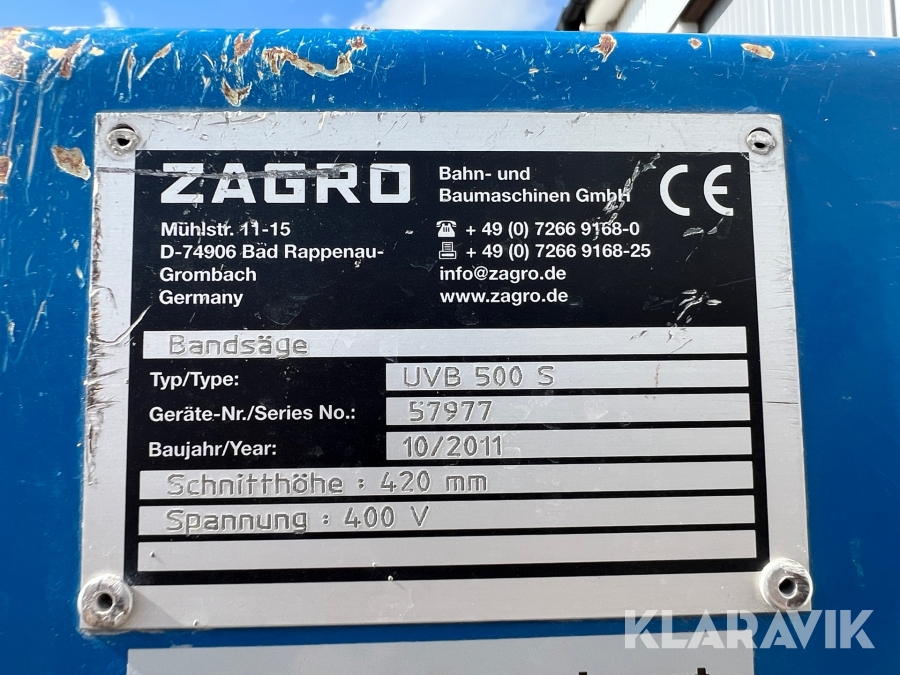 ZAGRO
Bahn- und
Baumaschinen GmbH
CE
Mühlstr. 11-15
D-74906 Bad Rappenau-
Grombach
Germany
☎ + 49 (0) 7266 9168-0
+ 49 (0) 7266 9168-25
info@zagro.de
www.zagro.de
Bandsäge
Typ/Type: UVB 500 S
Geräte-Nr./Series No.: 57977
Baujahr/Year: 10/2011
Schnitthöhe : 420 mm
Spannung : 400 V
KLARAVIK